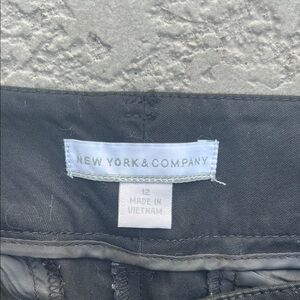 NEW YORK & COMPANY
12
MADE IN
VIETNAM